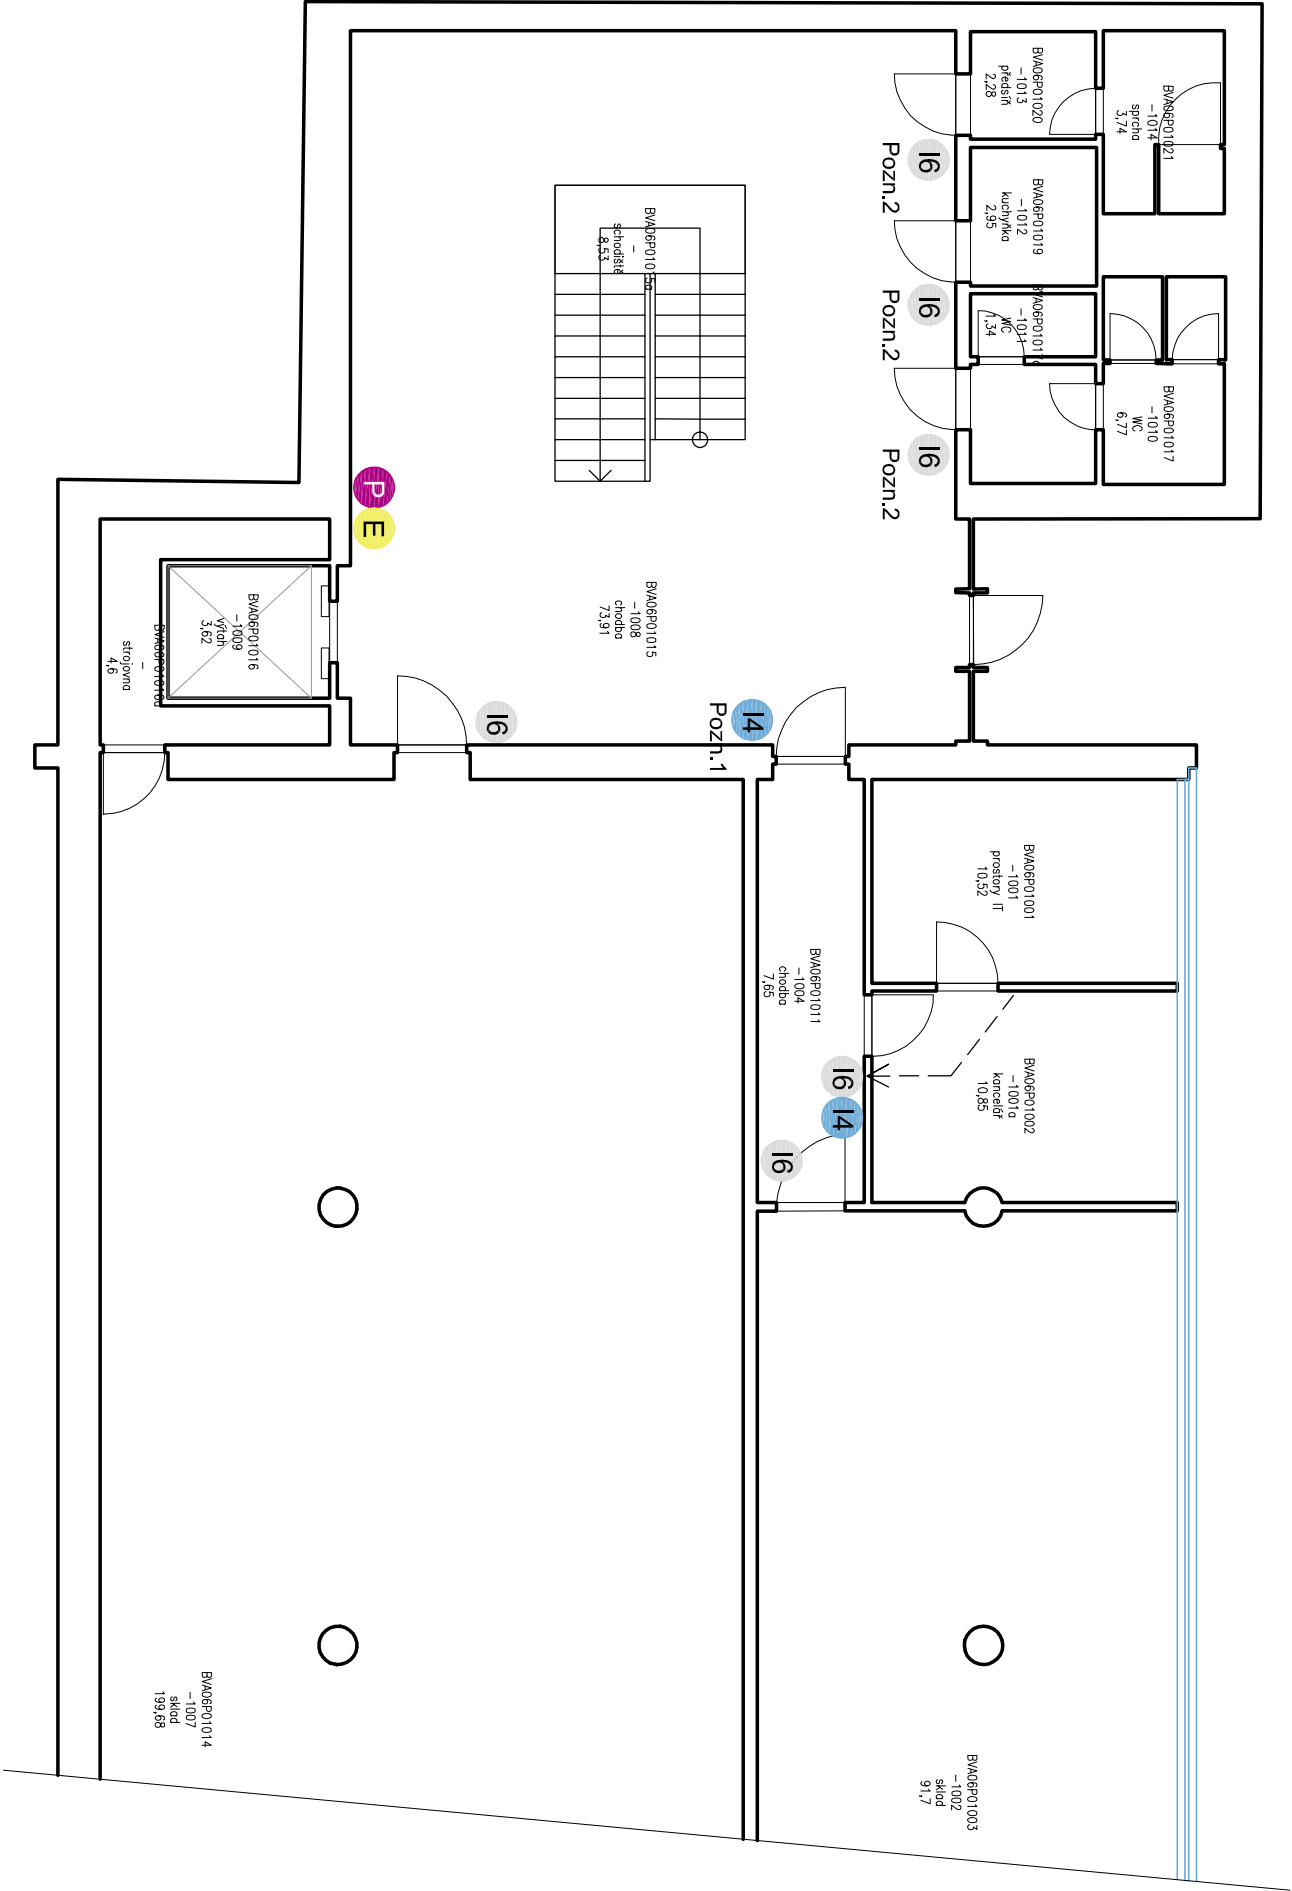 BVA06P01020
-1013
předsíň
2,28
BVA06P01021
-1014
sprcha
3,74
I6
Pozn.2
BVA06P01019
-1012
kuchyňka
2,95
BVA06P01015a
-
schodiště
8,53
I6
Pozn.2
-1011
WC
1,34
BVA06P01017
-1010
WC
6,77
I6
Pozn.2
P
E
BVA06P01015
-1008
chodba
73,91
BVA06P01016
-1009
výtah
3,62
-
strojovna
4,6
I6
I4
Pozn.1
BVA06P01001
-1001
prostory IT
10,52
BVA06P01011
-1004
chodba
7,65
BVA06P01002
-1001a
kancelář
10,85
I6
I4
I6
BVA06P01014
-1007
sklad
199,68
BVA06P01003
-1002
sklad
91,7